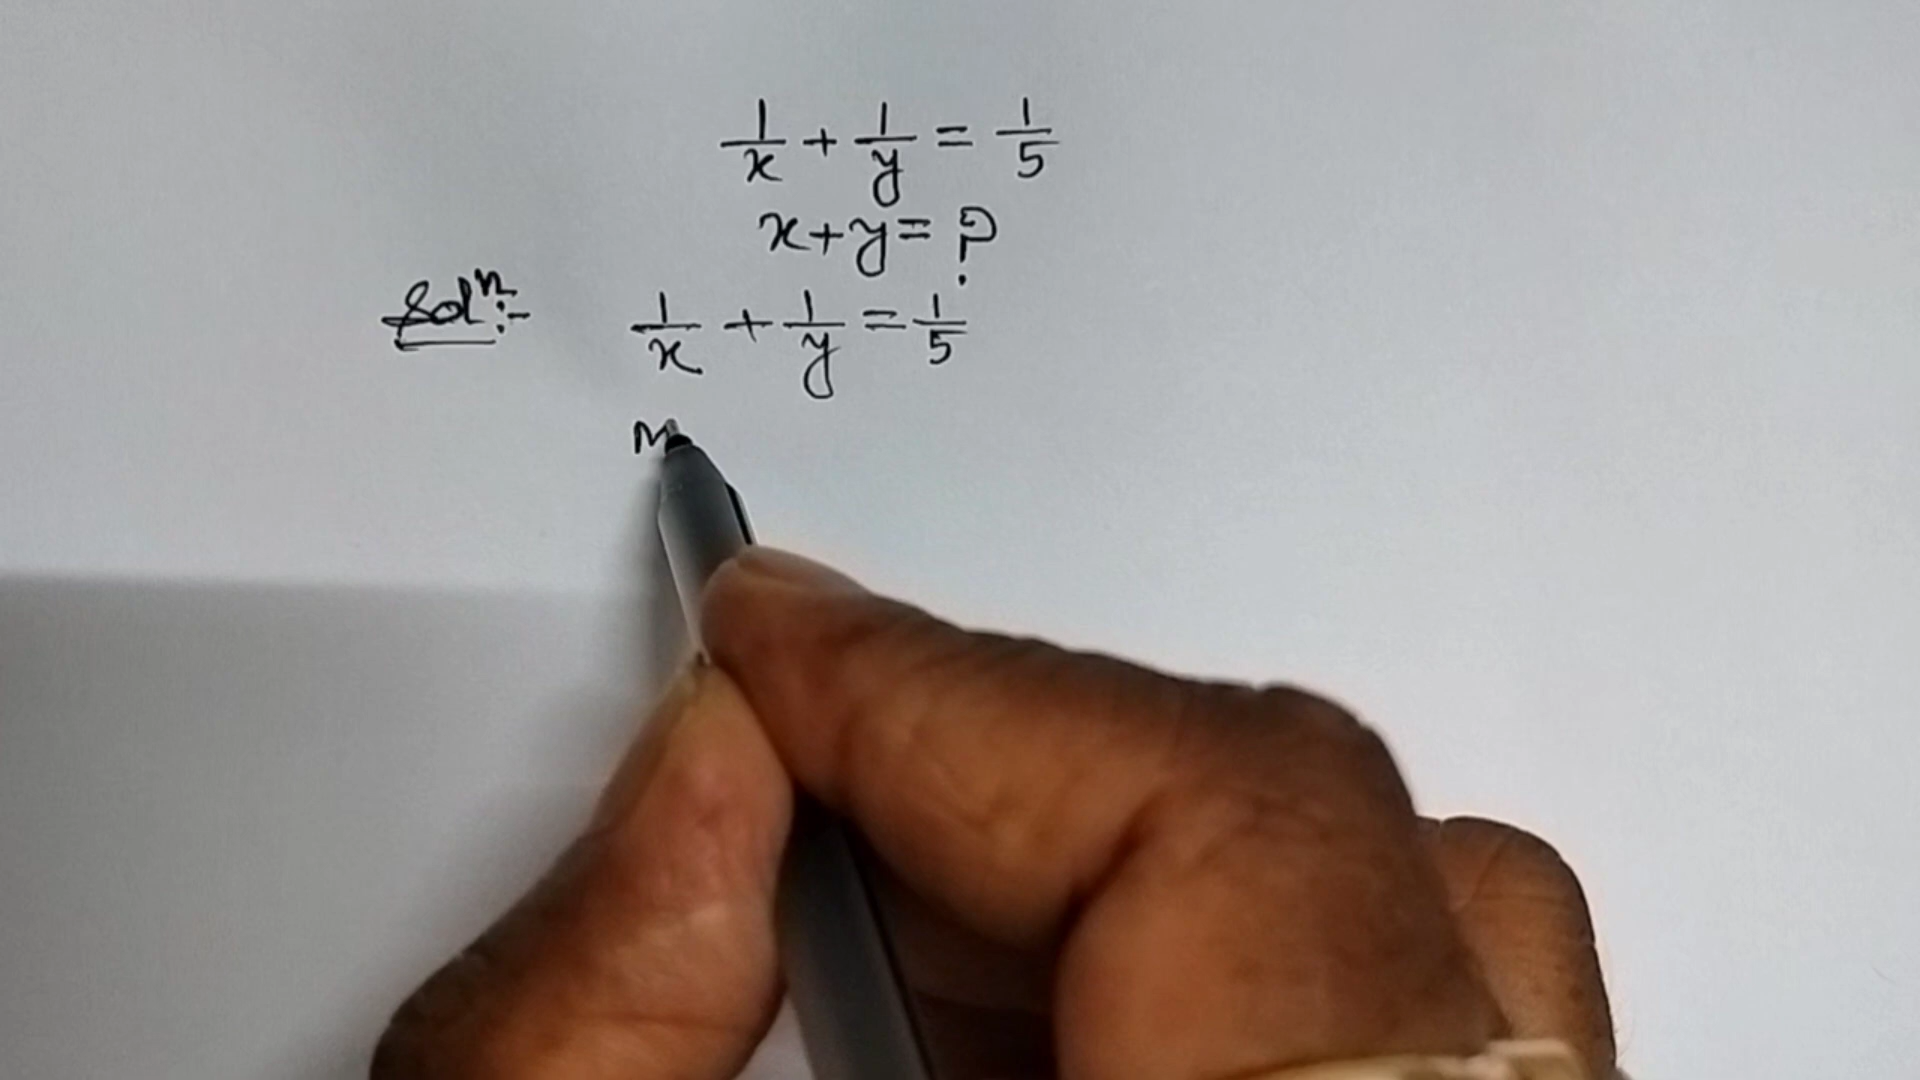 1/x + 1/y = 1/5
x+y= ?
Solⁿ:- 1/x + 1/y = 1/5
M